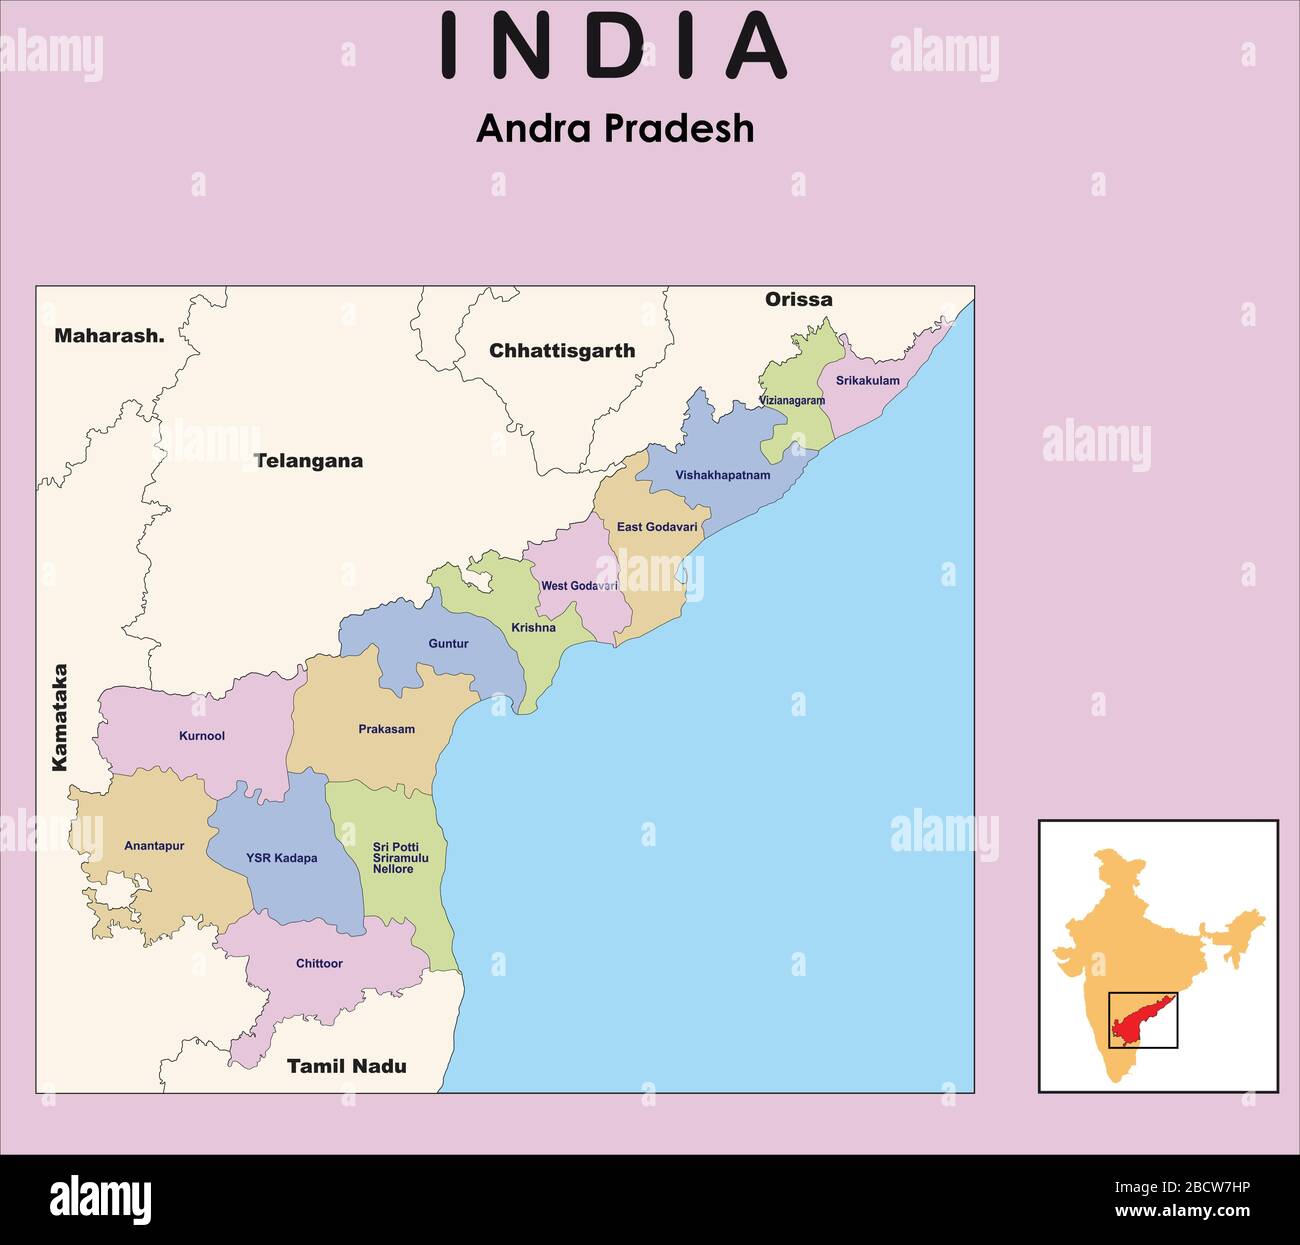 INDIA
Andra Pradesh
Orissa
Maharash.
Chhattisgarth
Srikakulam
Vizianagaram
Telangana
Vishakhapatnam
East Godavari
West Godavari
Krishna
Guntur
Kamataka
Prakasam
Kurnool
Anantapur
YSR Kadapa
Sri Potti
Sriramulu
Nellore
Chittoor
Tamil Nadu
alamy
a
alamy
Image ID: 2BCW7HP
www.alamy.com